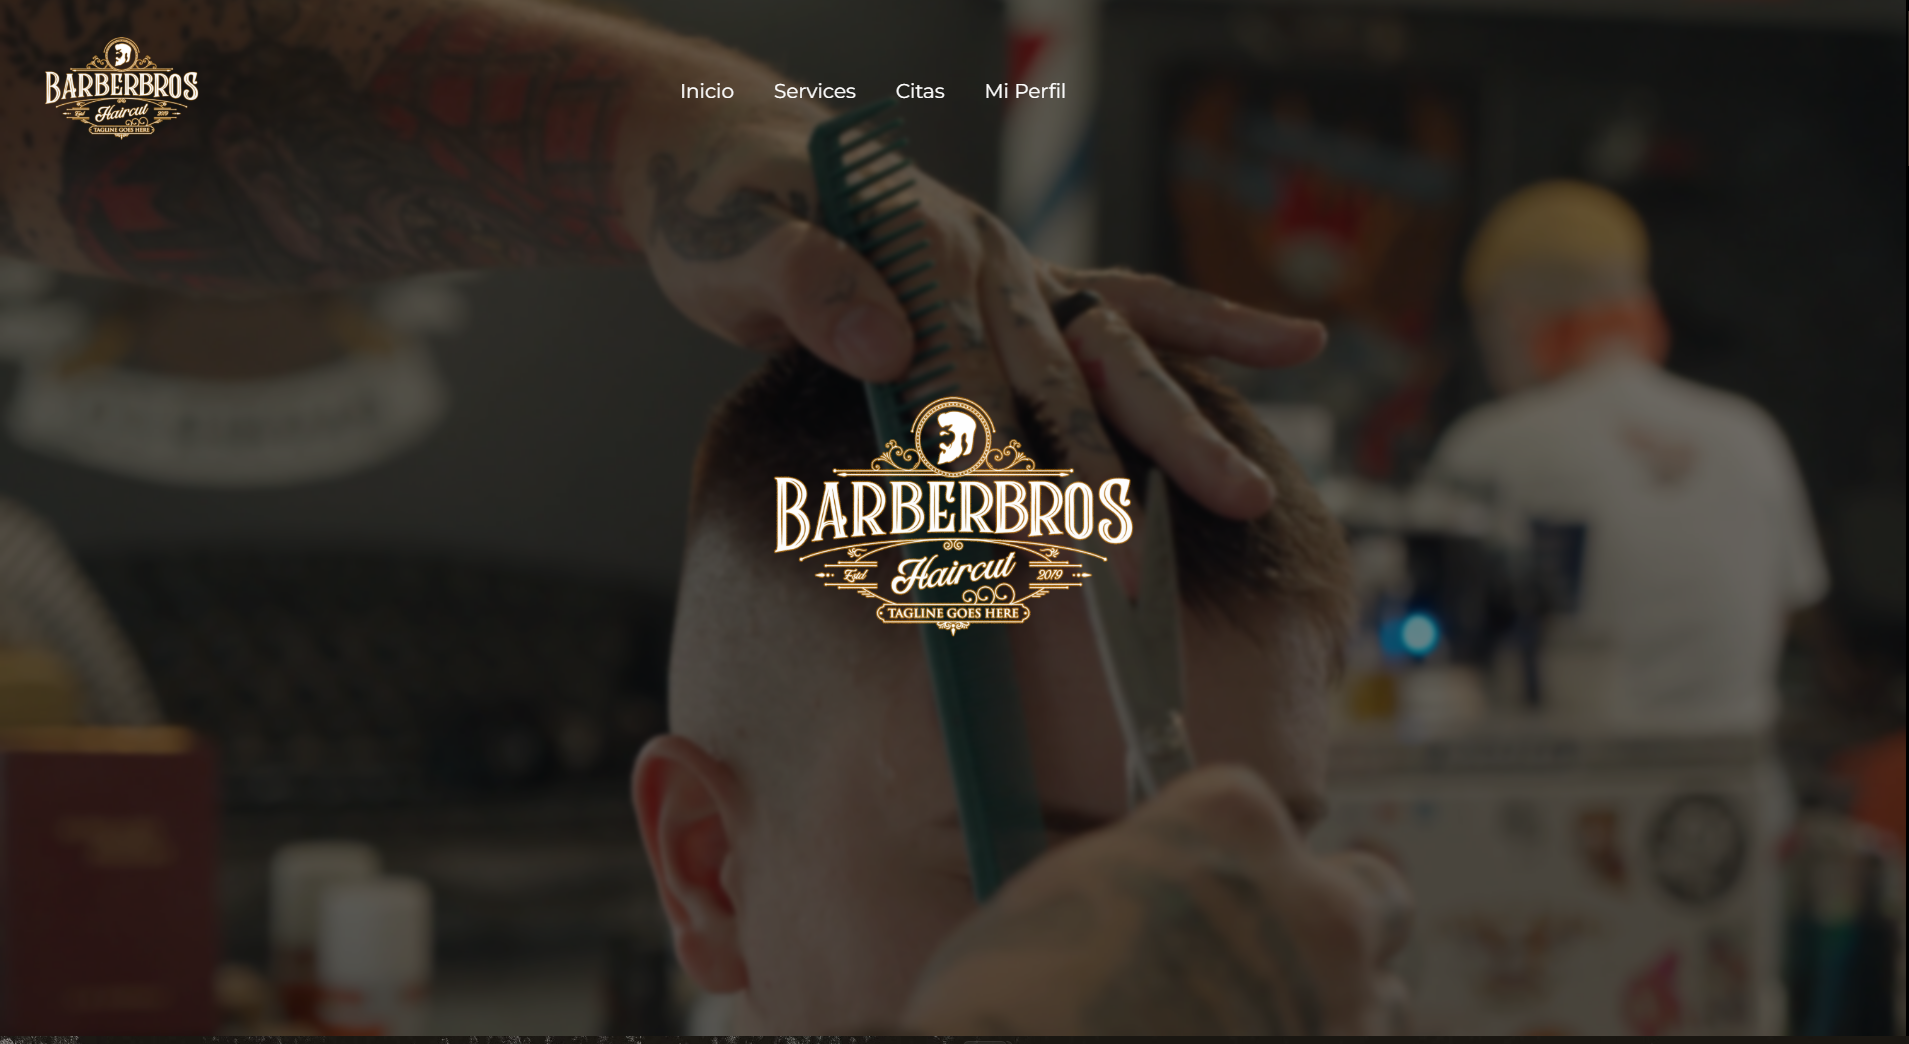 BARBERBROS
Estd Haircut 2019
TAGLINE GOES HERE
Inicio Services Citas Mi Perfil
BARBERBROS
Estd Haircut 2019
TAGLINE GOES HERE